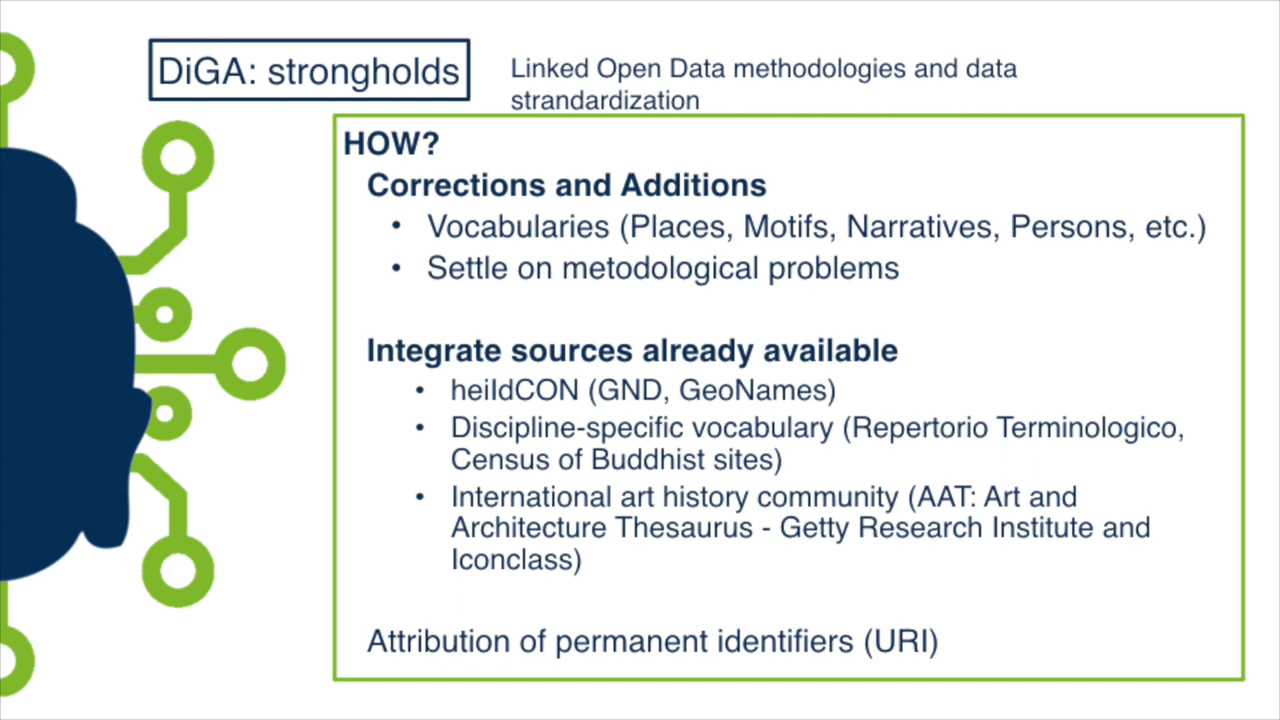 DiGA: strongholds
Linked Open Data methodologies and data
strandardization
HOW?
Corrections and Additions
• Vocabularies (Places, Motifs, Narratives, Persons, etc.)
• Settle on metodological problems
Integrate sources already available
• heiIdCON (GND, GeoNames)
• Discipline-specific vocabulary (Repertorio Terminologico,
Census of Buddhist sites)
• International art history community (AAT: Art and
Architecture Thesaurus - Getty Research Institute and
Iconclass)
Attribution of permanent identifiers (URI)